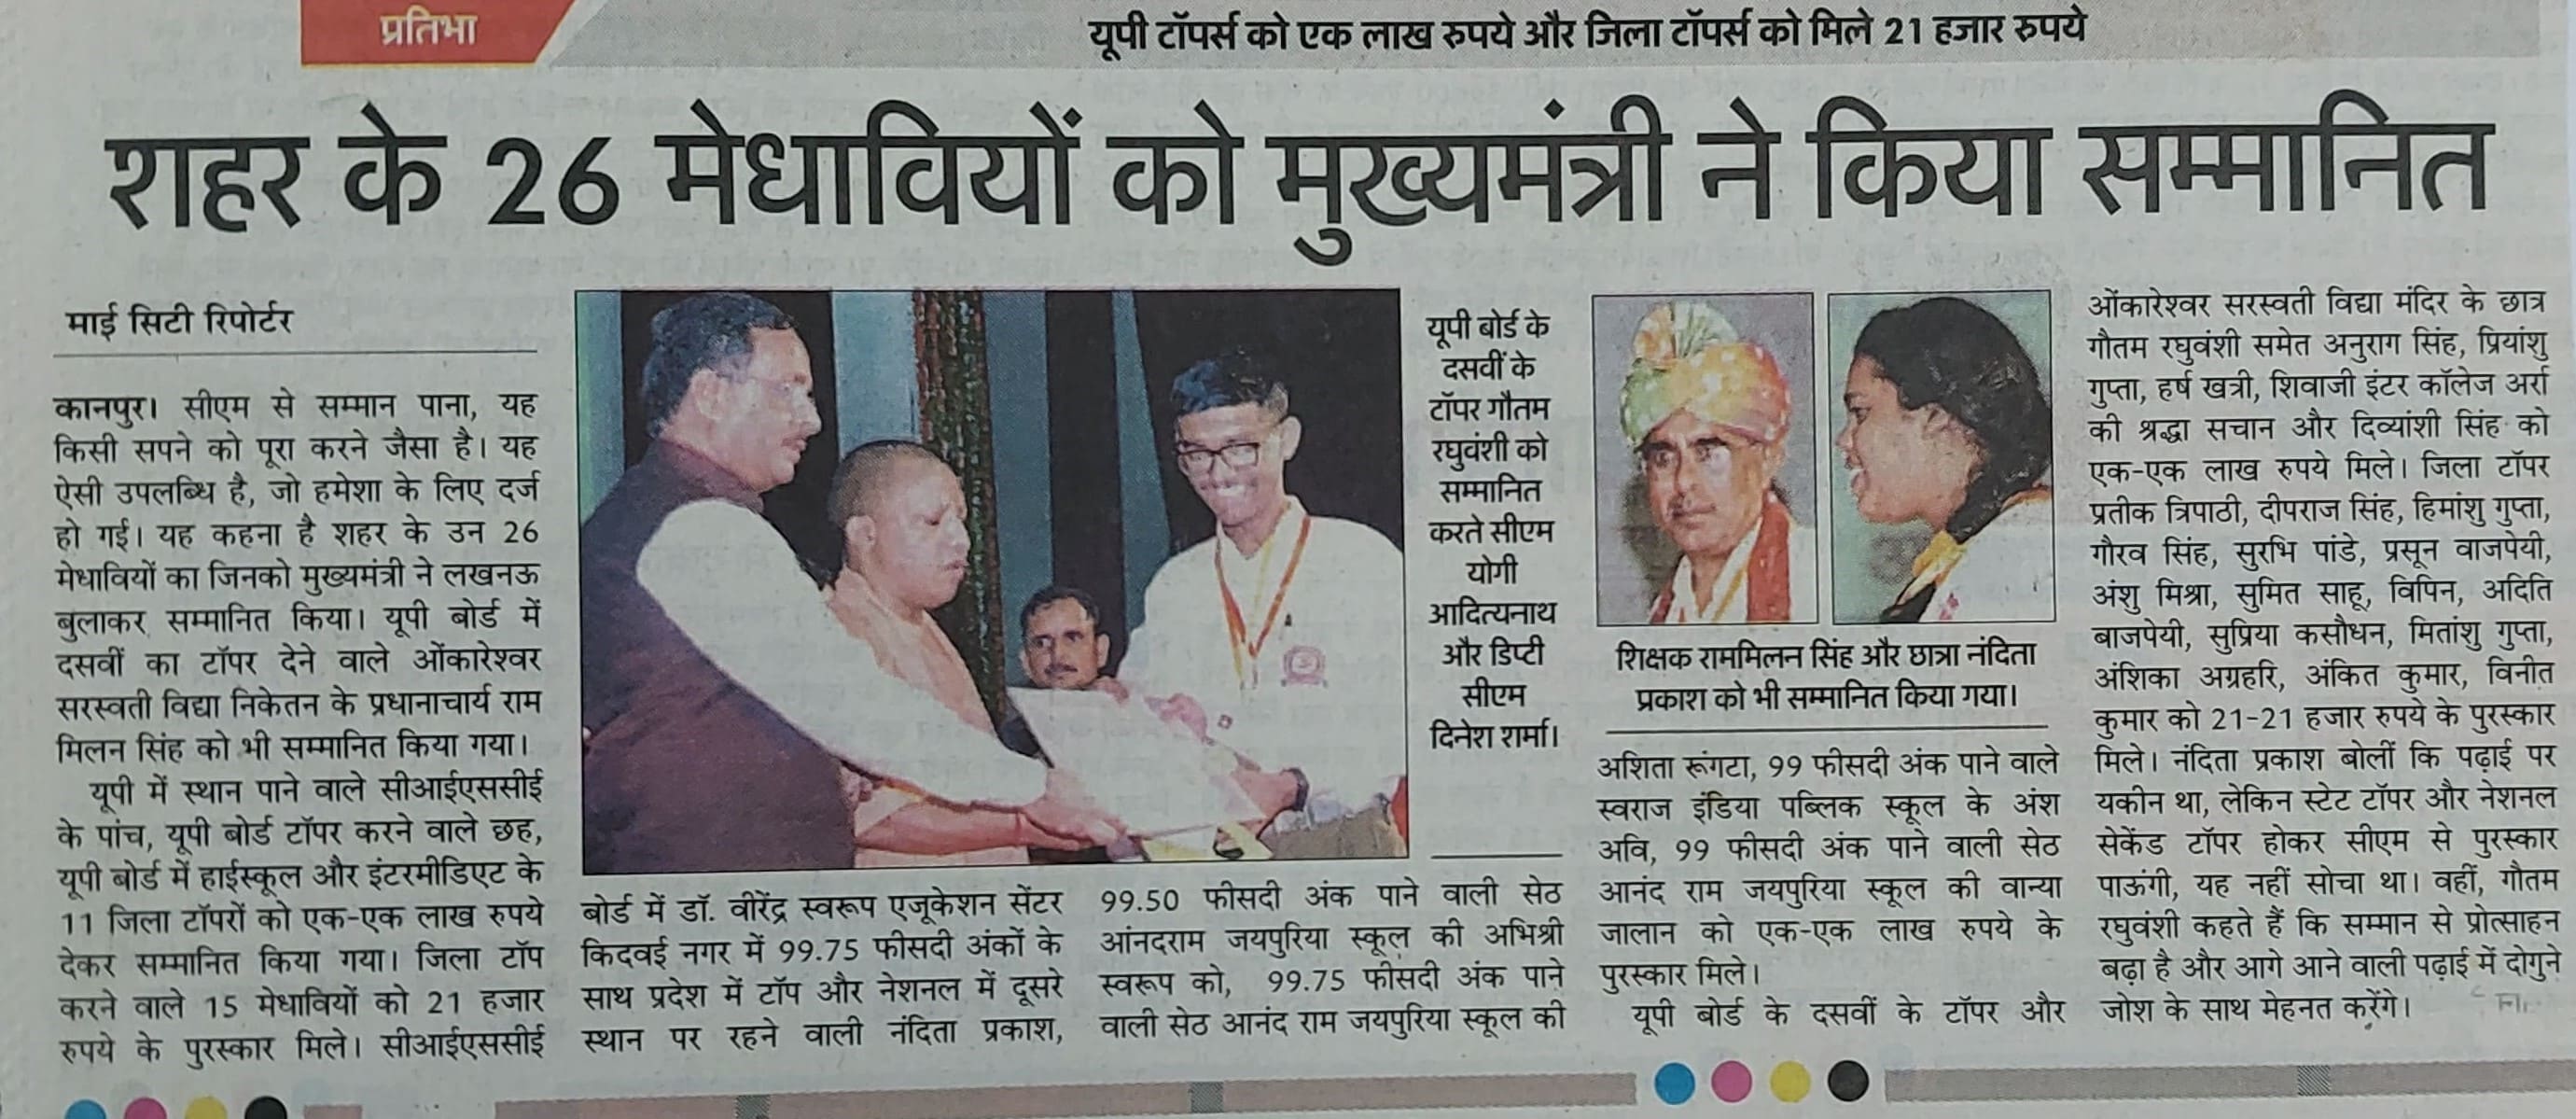 प्रतिभा
यूपी टॉपर्स को एक लाख रुपये और जिला टॉपर्स को मिले 21 हजार रुपये
शहर के 26 मेधावियों को मुख्यमंत्री ने किया सम्मानित
माई सिटी रिपोर्टर
कानपुर। सीएम से सम्मान पाना, यह
किसी सपने को पूरा करने जैसा है। यह
ऐसी उपलब्धि है, जो हमेशा के लिए दर्ज
हो गई। यह कहना है शहर के उन 26
मेधावियों का जिनको मुख्यमंत्री ने लखनऊ
बुलाकर सम्मानित किया। यूपी बोर्ड में
दसवीं का टॉपर देने वाले ओंकारेश्वर
सरस्वती विद्या निकेतन के प्रधानाचार्य राम
मिलन सिंह को भी सम्मानित किया गया।
यूपी में स्थान पाने वाले सीआईएससीई
के पांच, यूपी बोर्ड टॉपर करने वाले छह,
यूपी बोर्ड में हाईस्कूल और इंटरमीडिएट के
11 जिला टॉपरों को एक-एक लाख रुपये
देकर सम्मानित किया गया। जिला टॉप
करने वाले 15 मेधावियों को 21 हजार
रुपये के पुरस्कार मिले। सीआईएससीई
बोर्ड में डॉ. वीरेंद्र स्वरूप एजूकेशन सेंटर
किदवई नगर में 99.75 फीसदी अंकों के
साथ प्रदेश में टॉप और नेशनल में दूसरे
स्थान पर रहने वाली नंदिता प्रकाश,
99.50 फीसदी अंक पाने वाली सेठ
आंनदराम जयपुरिया स्कूल की अभिश्री
स्वरूप को, 99.75 फीसदी अंक पाने
वाली सेठ आनंद राम जयपुरिया स्कूल की
यूपी बोर्ड के
दसवीं के
टॉपर गौतम
रघुवंशी को
सम्मानित
करते सीएम
योगी
आदित्यनाथ
और डिप्टी
सीएम
दिनेश शर्मा।
शिक्षक राममिलन सिंह और छात्रा नंदिता
प्रकाश को भी सम्मानित किया गया।
अशिता रूंगटा, 99 फीसदी अंक पाने वाले
स्वराज इंडिया पब्लिक स्कूल के अंश
अवि, 99 फीसदी अंक पाने वाली सेठ
आनंद राम जयपुरिया स्कूल की वान्या
जालान को एक-एक लाख रुपये के
पुरस्कार मिले।
यूपी बोर्ड के दसवीं के टॉपर और
ओंकारेश्वर सरस्वती विद्या मंदिर के छात्र
गौतम रघुवंशी समेत अनुराग सिंह, प्रियांशु
गुप्ता, हर्ष खत्री, शिवाजी इंटर कॉलेज अर्रा
की श्रद्धा सचान और दिव्यांशी सिंह को
एक-एक लाख रुपये मिले। जिला टॉपर
प्रतीक त्रिपाठी, दीपराज सिंह, हिमांशु गुप्ता,
गौरव सिंह, सुरभि पांडे, प्रसून वाजपेयी,
अंशु मिश्रा, सुमित साहू, विपिन, अदिति
बाजपेयी, सुप्रिया कसौधन, मितांशु गुप्ता,
अंशिका अग्रहरि, अंकित कुमार, विनीत
कुमार को 21-21 हजार रुपये के पुरस्कार
मिले। नंदिता प्रकाश बोलीं कि पढ़ाई पर
यकीन था, लेकिन स्टेट टॉपर और नेशनल
सेकेंड टॉपर होकर सीएम से पुरस्कार
पाऊंगी, यह नहीं सोचा था। वहीं, गौतम
रघुवंशी कहते हैं कि सम्मान से प्रोत्साहन
बढ़ा है और आगे आने वाली पढ़ाई में दोगुने
जोश के साथ मेहनत करेंगे।